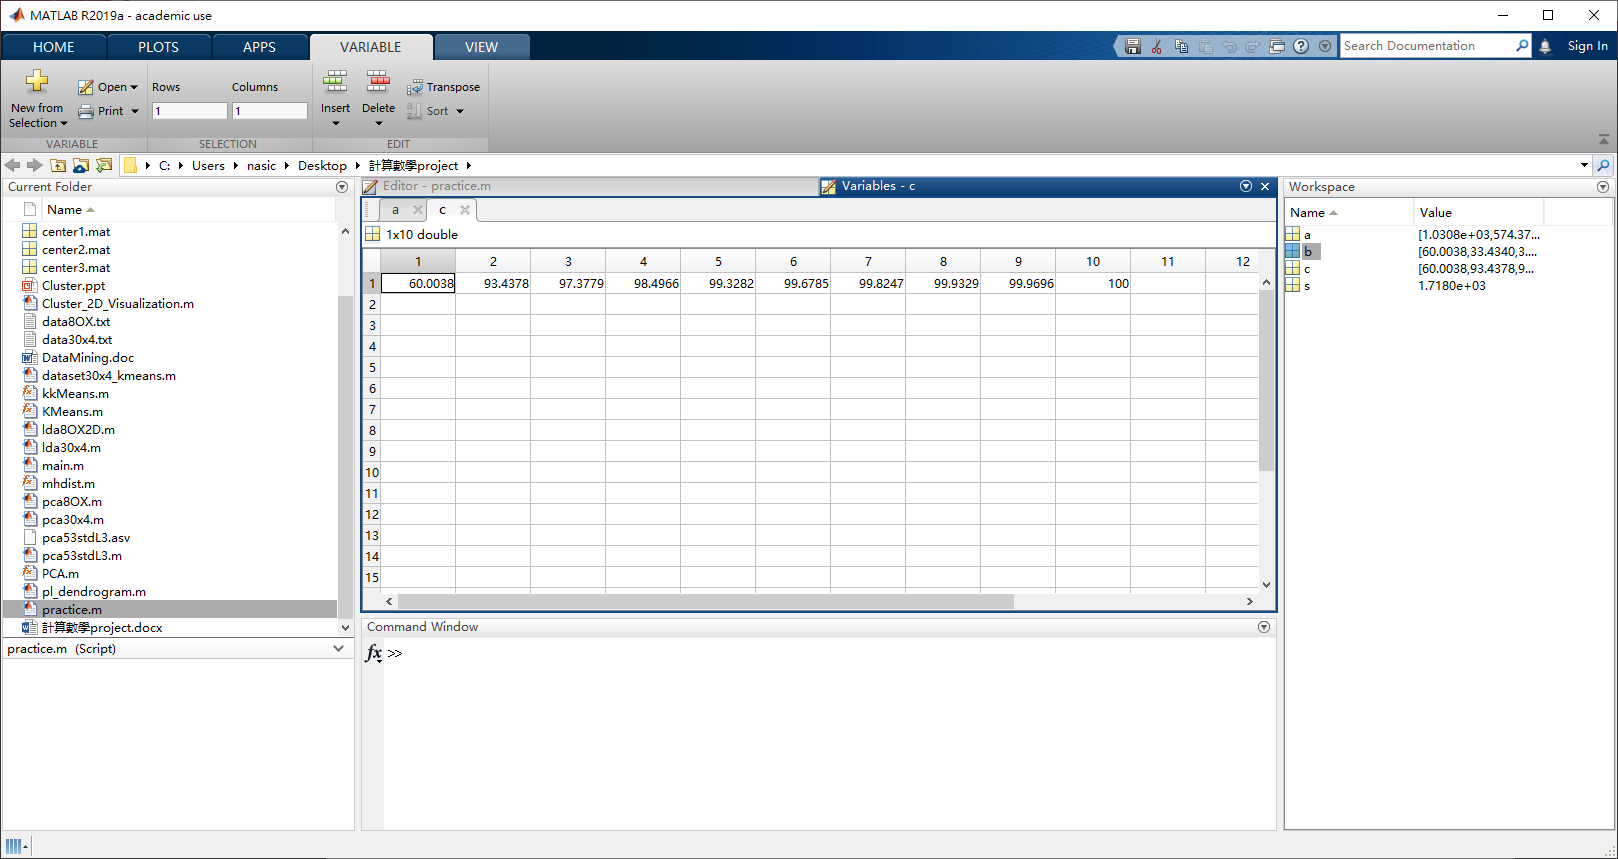 MATLAB R2019a - academic use
HOME PLOTS APPS VARIABLE VIEW
Search Documentation
Sign In
New from Selection
Open
Print
Rows
Columns
1
1
Insert
Delete
Transpose
Sort
VARIABLE
SELECTION
EDIT
C: Users nasic Desktop 計算數學project
Current Folder
Name
center1.mat
center2.mat
center3.mat
Cluster.ppt
Cluster_2D_Visualization.m
data8OX.txt
data30x4.txt
DataMining.doc
dataset30x4_kmeans.m
kkMeans.m
KMeans.m
lda8OX2D.m
lda30x4.m
main.m
mhdist.m
pca8OX.m
pca30x4.m
pca53stdL3.asv
pca53stdL3.m
PCA.m
pl_dendrogram.m
practice.m
計算數學project.docx
practice.m (Script)
Editor - practice.m
Variables - c
a
c
1x10 double
1 2 3 4 5 6 7 8 9 10 11 12
1 60.0038 93.4378 97.3779 98.4966 99.3282 99.6785 99.8247 99.9329 99.9696 100
2
3
4
5
6
7
8
9
10
11
12
13
14
15
Command Window
fx >>
Workspace
Name Value
a [1.0308e+03,574.37...
b [60.0038,33.4340,3....
c [60.0038,93.4378,9...
s 1.7180e+03